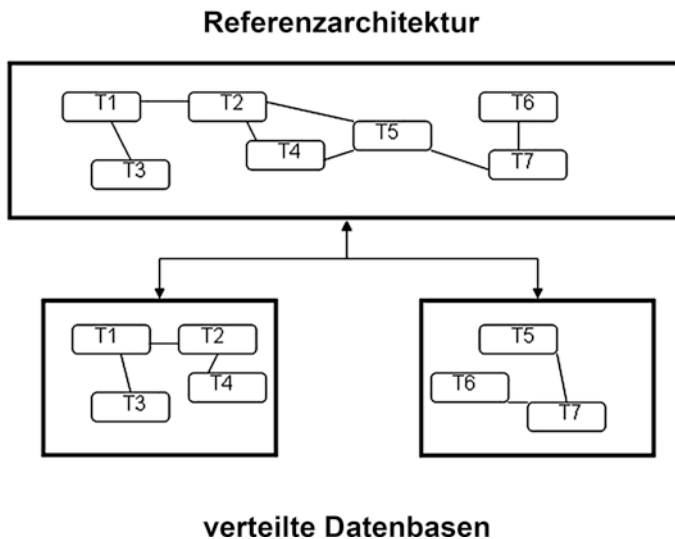 Referenzarchitektur
T1 T2 T6
T5
T4 T7
T3
T1 T2 T5
T4 T6
T3 T7
verteilte Datenbasen